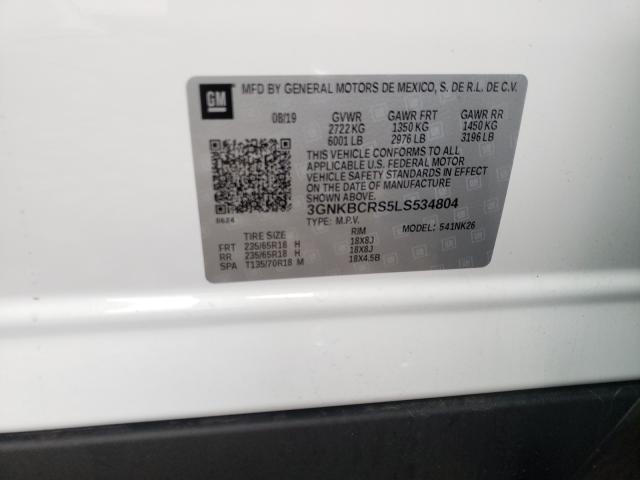 GM
MFD BY GENERAL MOTORS DE MEXICO, S. DE R.L. DE C.V.
08/19 GVWR GAWR FRT GAWR RR
2722 KG 1350 KG 1450 KG
6001 LB 2976 LB 3196 LB
THIS VEHICLE CONFORMS TO ALL
APPLICABLE U.S. FEDERAL MOTOR
VEHICLE SAFETY STANDARDS IN EFFECT
ON THE DATE OF MANUFACTURE
SHOWN ABOVE.
3GNKBCRS5LS534804
8624 TYPE: M.P.V. MODEL: 541NK26
TIRE SIZE RIM
FRT 235/65R18 H 18X8J
RR 235/65R18 H 18X8J
SPA T135/70R18 M 18X4.5B